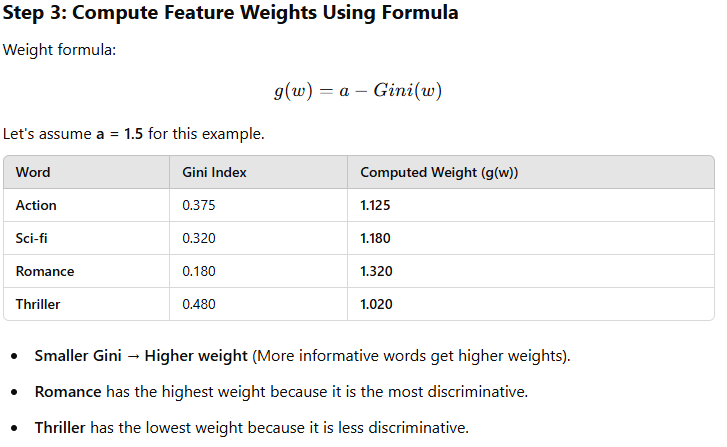 Step 3: Compute Feature Weights Using Formula
Weight formula:
g(w) = a − Gini(w)
Let's assume a = 1.5 for this example.
Word Gini Index Computed Weight (g(w))
Action 0.375 1.125
Sci-fi 0.320 1.180
Romance 0.180 1.320
Thriller 0.480 1.020
• Smaller Gini → Higher weight (More informative words get higher weights).
• Romance has the highest weight because it is the most discriminative.
• Thriller has the lowest weight because it is less discriminative.